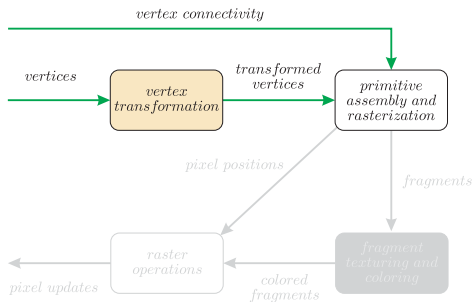 vertex connectivity
vertices
vertex
transformation
transformed
vertices
primitive
assembly and
rasterization
pixel positions
fragments
raster
operations
fragment
texturing and
coloring
pixel updates
colored
fragments